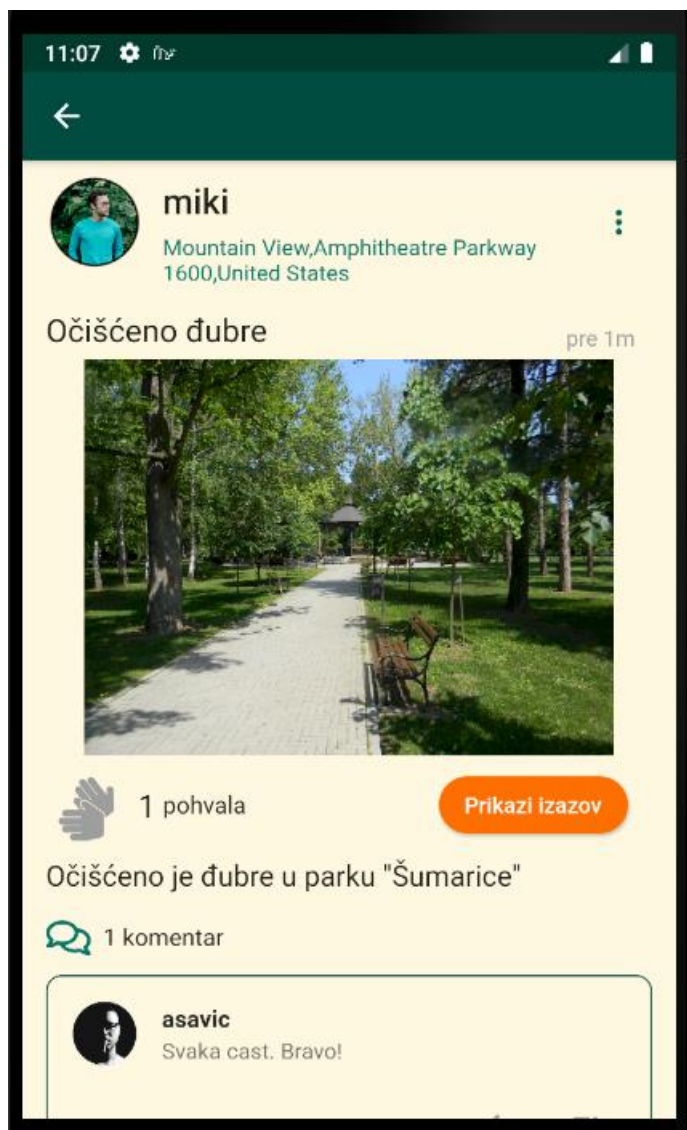 11:07
miki
Mountain View,Amphitheatre Parkway
1600,United States
Očišćeno đubre
pre 1m
1 pohvala
Prikazi izazov
Očišćeno je đubre u parku "Šumarice"
1 komentar
asavic
Svaka cast. Bravo!